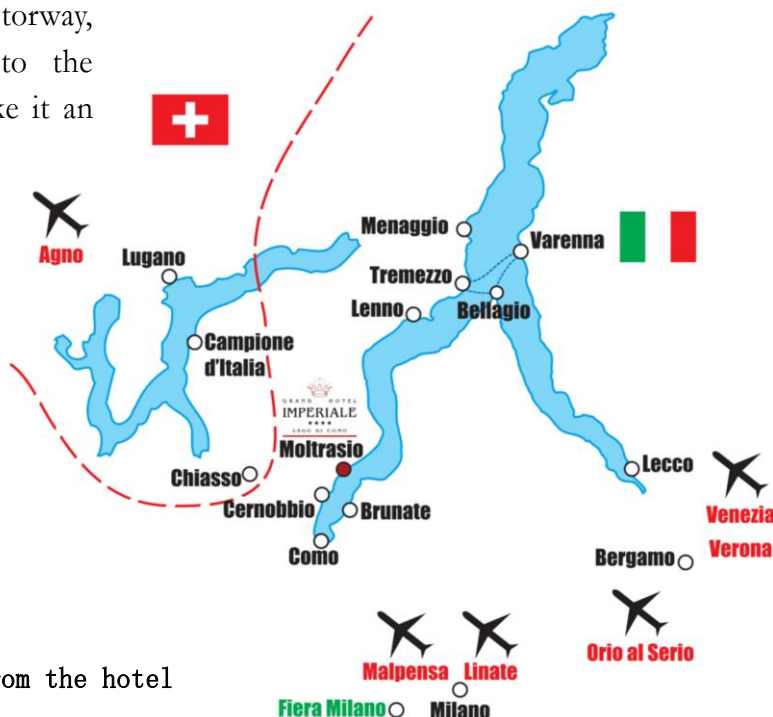 torway,
to the
ke it an
Agno
Lugano
Campione
d'Italia
Menaggio
Varenna
Tremezzo
Lenno
Bellagio
GRAND HOTEL
IMPERIALE
LAGO DI COMO
Moltrasio
Chiasso
Cernobbio
Brunate
Como
Lecco
Venezia
Verona
Bergamo
Orio al Serio
Malpensa
Linate
Milano
Fiera Milano
om the hotel